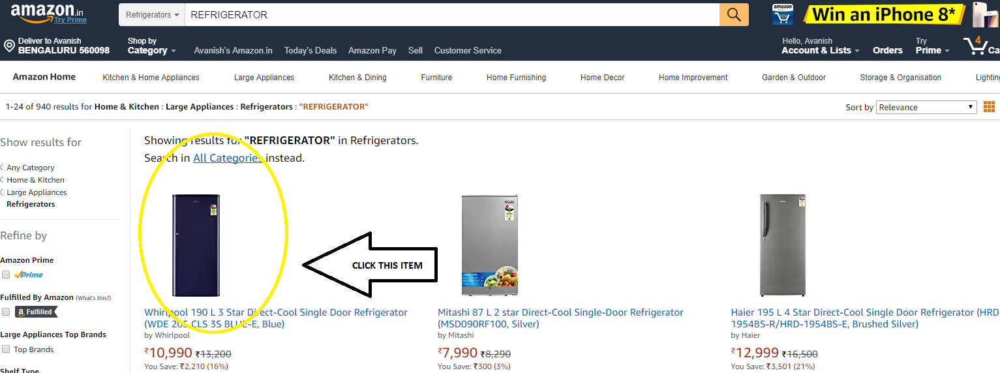 amazon.in
Try Prime
Refrigerators
REFRIGERATOR
amazon
Win an iPhone 8*
Deliver to Avanish
BENGALURU 560098
Shop by
Category
Avanish's Amazon.in
Today's Deals
Amazon Pay
Sell
Customer Service
Hello, Avanish
Account & Lists
Orders
Try
Prime
4
Ca
Amazon Home
Kitchen & Home Appliances
Large Appliances
Kitchen & Dining
Furniture
Home Furnishing
Home Decor
Home Improvement
Garden & Outdoor
Storage & Organisation
Lighting
1-24 of 940 results for Home & Kitchen : Large Appliances : Refrigerators : "REFRIGERATOR"
Sort by Relevance
Show results for
Any Category
Home & Kitchen
Large Appliances
Refrigerators
Refine by
Amazon Prime
Prime
Fulfilled By Amazon (What's this?)
a Fulfilled
Large Appliances Top Brands
Top Brands
Shelf Type
Showing results for "REFRIGERATOR" in Refrigerators.
Search in All Categories instead.
CLICK THIS ITEM
Whirlpool 190 L 3 Star Direct-Cool Single Door Refrigerator
(WDE 205 CLS 3S BLUE-E, Blue)
by Whirlpool
₹10,990 ₹13,200
You Save: ₹2,210 (16%)
Mitashi 87 L 2 star Direct-Cool Single-Door Refrigerator
(MSD090RF100, Silver)
by Mitashi
₹7,990 ₹8,290
You Save: ₹300 (3%)
Haier 195 L 4 Star Direct-Cool Single Door Refrigerator (HRD-
1954BS-R/HRD-1954BS-E, Brushed Silver)
by Haier
₹12,999 ₹16,500
You Save: ₹3,501 (21%)